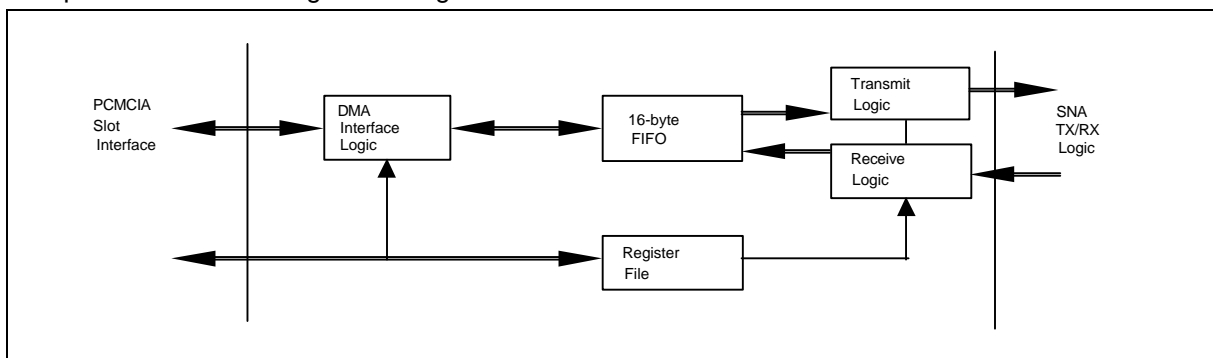 PCMCIA
Slot
Interface
DMA
Interface
Logic
16-byte
FIFO
Transmit
Logic
Receive
Logic
SNA
TX/RX
Logic
Register
File